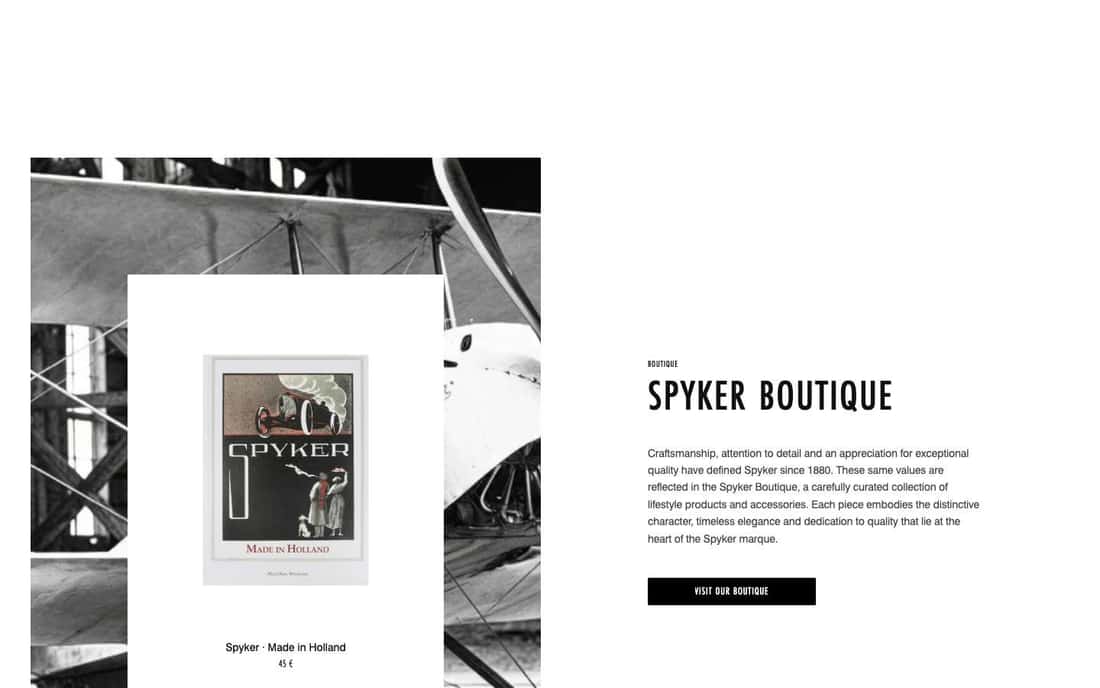 SPYKER
MADE IN HOLLAND
Spyker · Made in Holland
45 €
BOUTIQUE
SPYKER BOUTIQUE
Craftsmanship, attention to detail and an appreciation for exceptional
quality have defined Spyker since 1880. These same values are
reflected in the Spyker Boutique, a carefully curated collection of
lifestyle products and accessories. Each piece embodies the distinctive
character, timeless elegance and dedication to quality that lie at the
heart of the Spyker marque.
VISIT OUR BOUTIQUE